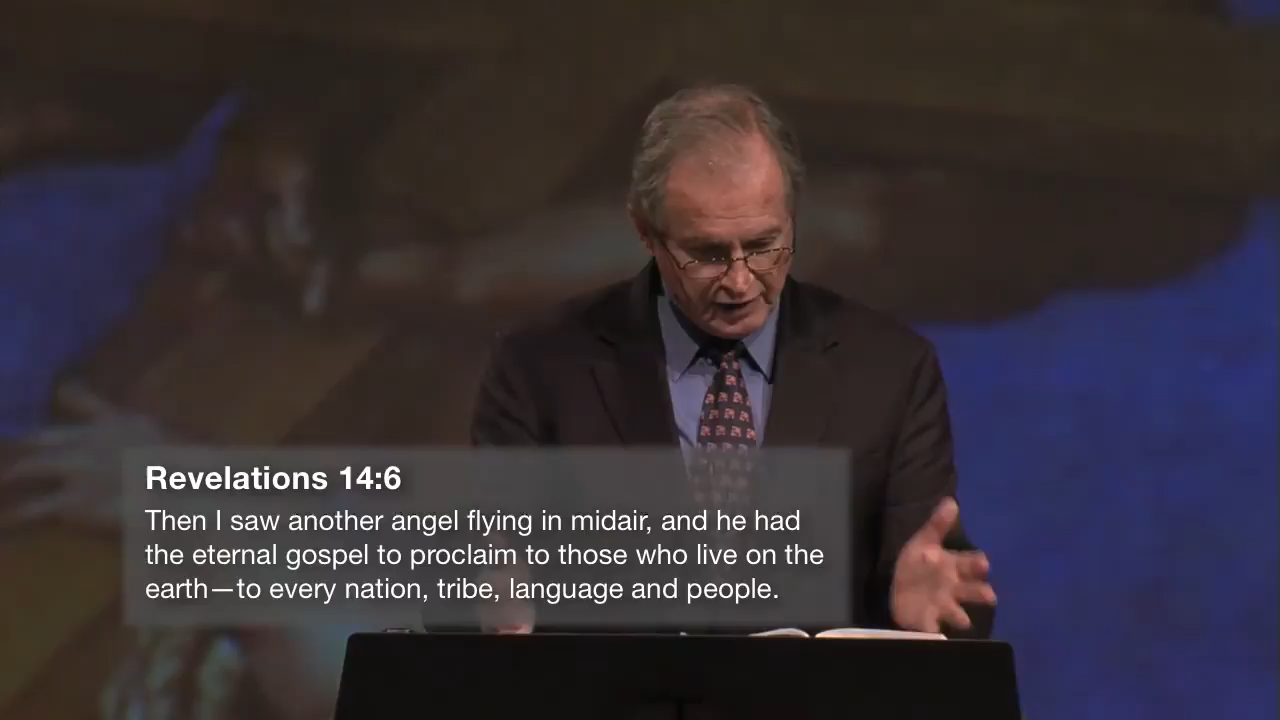 Revelations 14:6
Then I saw another angel flying in midair, and he had
the eternal gospel to proclaim to those who live on the
earth—to every nation, tribe, language and people.